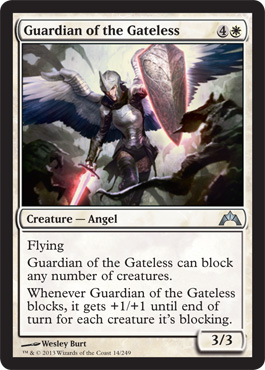 Guardian of the Gateless 4
Creature — Angel
Flying
Guardian of the Gateless can block
any number of creatures.
Whenever Guardian of the Gateless
blocks, it gets +1/+1 until end of
turn for each creature it's blocking.
3/3
Wesley Burt
™ & © 2013 Wizards of the Coast 14/249